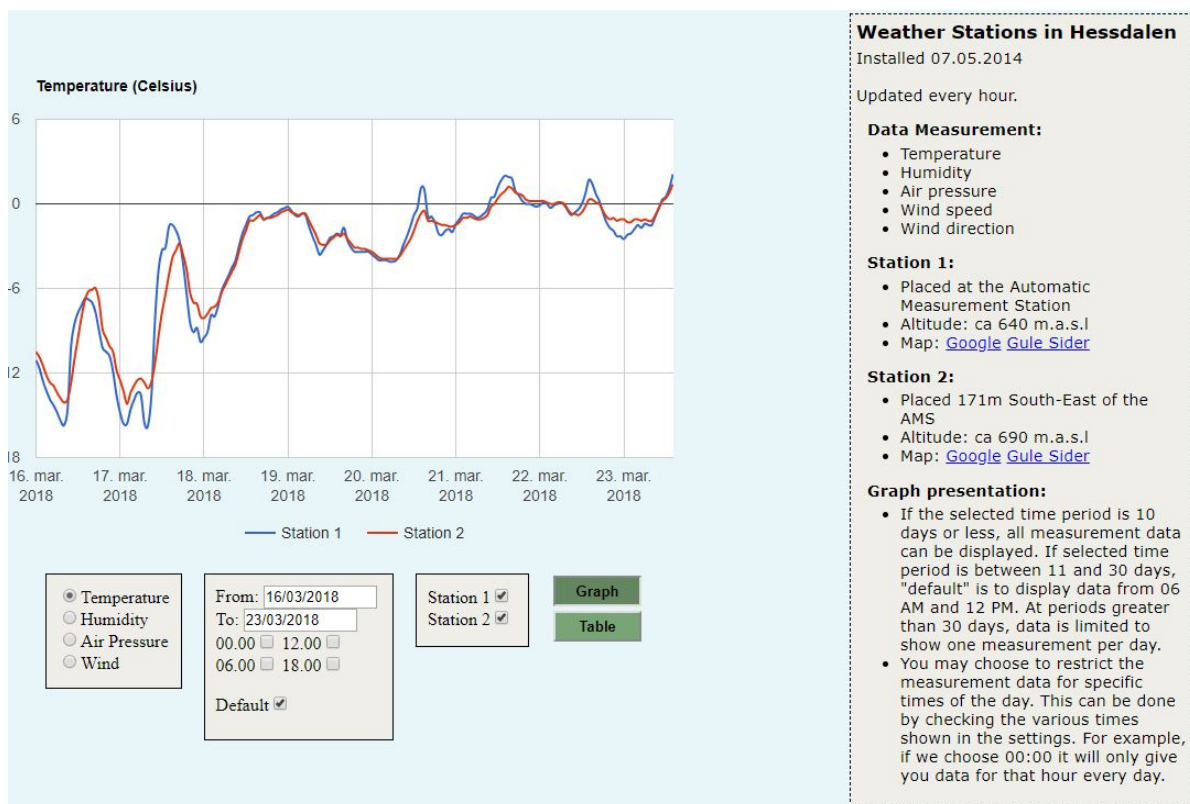 Temperature (Celsius)
6
0
-6
12
18
16. mar.
2018
17. mar.
2018
18. mar.
2018
19. mar.
2018
20. mar.
2018
21. mar.
2018
22. mar.
2018
23. mar.
2018
Station 1
Station 2
Temperature
Humidity
Air Pressure
Wind
From: 16/03/2018
To: 23/03/2018
00.00 12.00
06.00 18.00
Default
Station 1
Station 2
Graph
Table
Weather Stations in Hessdalen
Installed 07.05.2014
Updated every hour.
Data Measurement:
• Temperature
• Humidity
• Air pressure
• Wind speed
• Wind direction
Station 1:
• Placed at the Automatic
Measurement Station
• Altitude: ca 640 m.a.s.l
• Map: Google Gule Sider
Station 2:
• Placed 171m South-East of the
AMS
• Altitude: ca 690 m.a.s.l
• Map: Google Gule Sider
Graph presentation:
• If the selected time period is 10
days or less, all measurement data
can be displayed. If selected time
period is between 11 and 30 days,
"default" is to display data from 06
AM and 12 PM. At periods greater
than 30 days, data is limited to
show one measurement per day.
• You may choose to restrict the
measurement data for specific
times of the day. This can be done
by checking the various times
shown in the settings. For example,
if we choose 00:00 it will only give
you data for that hour every day.